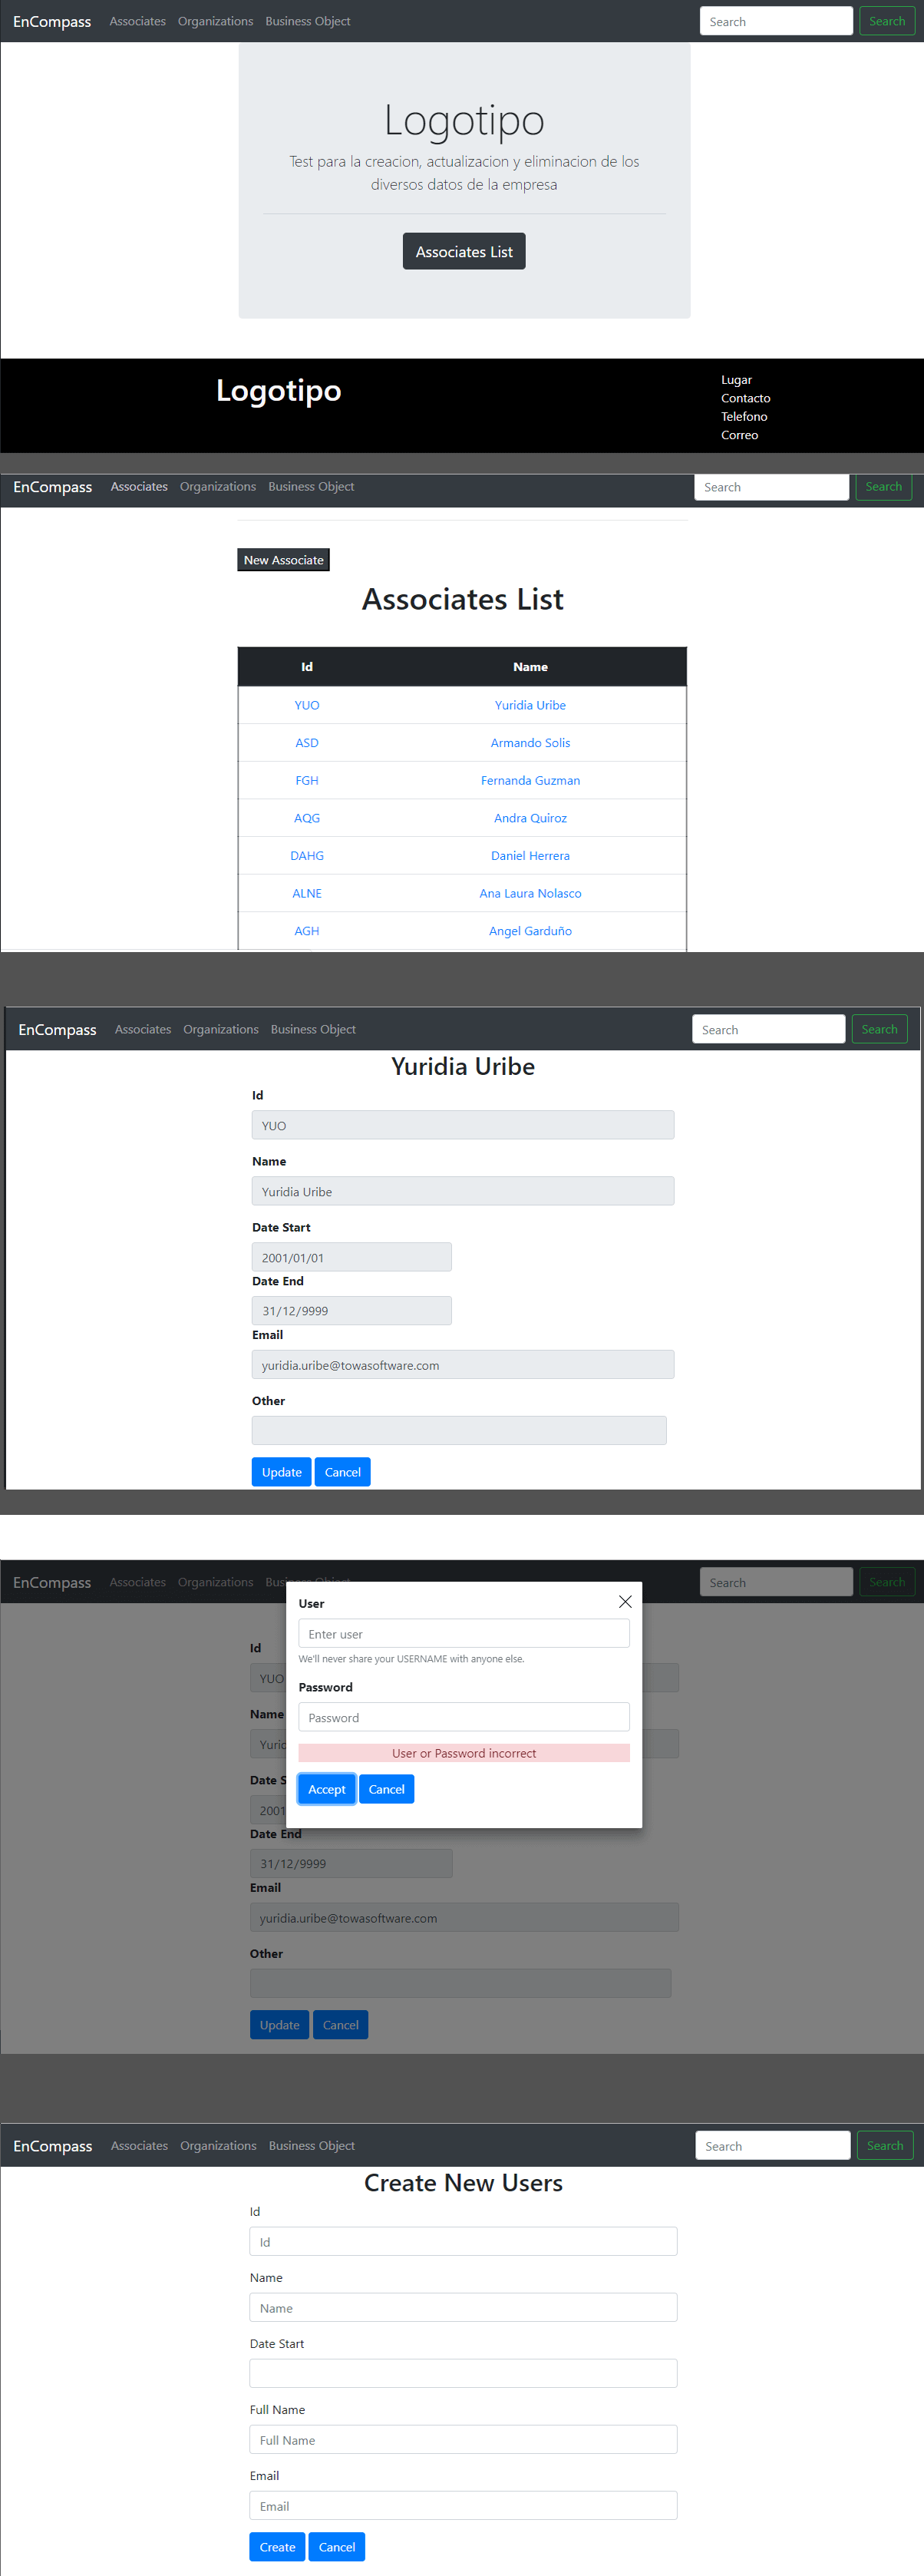 EnCompass Associates Organizations Business Object Search Search
Logotipo
Test para la creacion, actualizacion y eliminacion de los
diversos datos de la empresa
Associates List
Logotipo
Lugar
Contacto
Telefono
Correo
EnCompass Associates Organizations Business Object Search Search
New Associate
Associates List
Id Name
YUO Yuridia Uribe
ASD Armando Solis
FGH Fernanda Guzman
AQG Andra Quiroz
DAHG Daniel Herrera
ALNE Ana Laura Nolasco
AGH Angel Garduño
EnCompass Associates Organizations Business Object Search Search
Yuridia Uribe
Id
YUO
Name
Yuridia Uribe
Date Start
2001/01/01
Date End
31/12/9999
Email
yuridia.uribe@towasoftware.com
Other
Update Cancel
EnCompass Associates Organizations Business Object Search Search
User
Enter user
We'll never share your USERNAME with anyone else.
Password
Password
User or Password incorrect
Accept Cancel
Id
YUO
Name
Yurid
Date S
2001
Date End
31/12/9999
Email
yuridia.uribe@towasoftware.com
Other
Update Cancel
EnCompass Associates Organizations Business Object Search Search
Create New Users
Id
Id
Name
Name
Date Start
Full Name
Full Name
Email
Email
Create Cancel